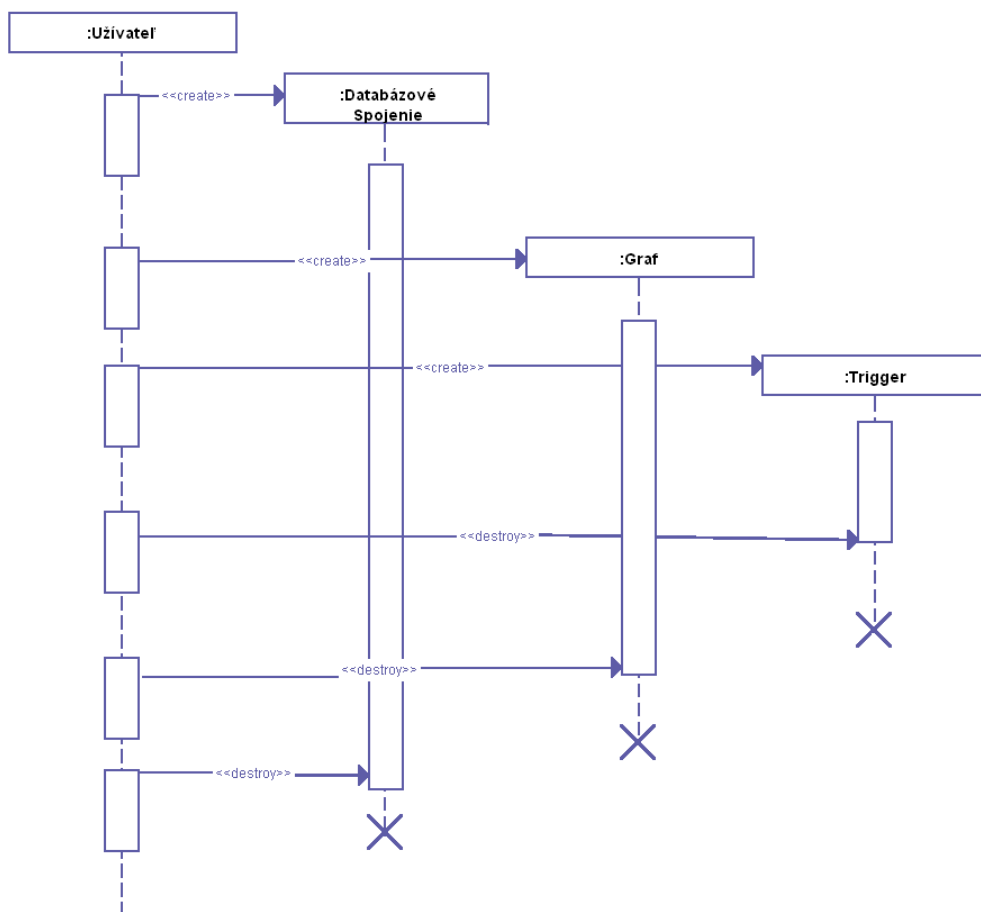 :Užívateľ
<<create>>
:Databázové
Spojenie
<<create>>
:Graf
<<create>>
:Trigger
<<destroy>>
<<destroy>>
<<destroy>>